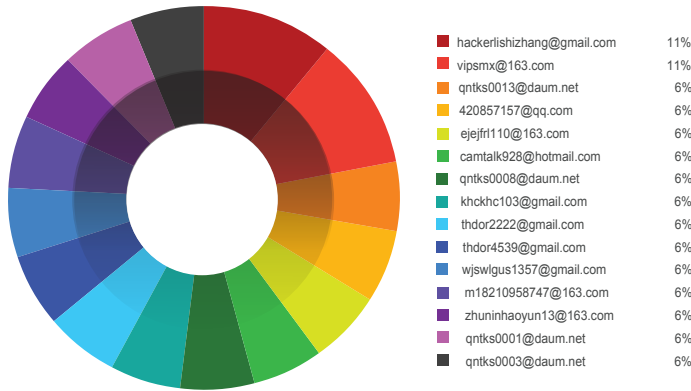 hackerlishizhang@gmail.com 11%
vipsmx@163.com 11%
qntks0013@daum.net 6%
420857157@qq.com 6%
ejejfrl110@163.com 6%
camtalk928@hotmail.com 6%
qntks0008@daum.net 6%
khckhc103@gmail.com 6%
thdor2222@gmail.com 6%
thdor4539@gmail.com 6%
wjswlgus1357@gmail.com 6%
m18210958747@163.com 6%
zhuninhaoyun13@163.com 6%
qntks0001@daum.net 6%
qntks0003@daum.net 6%